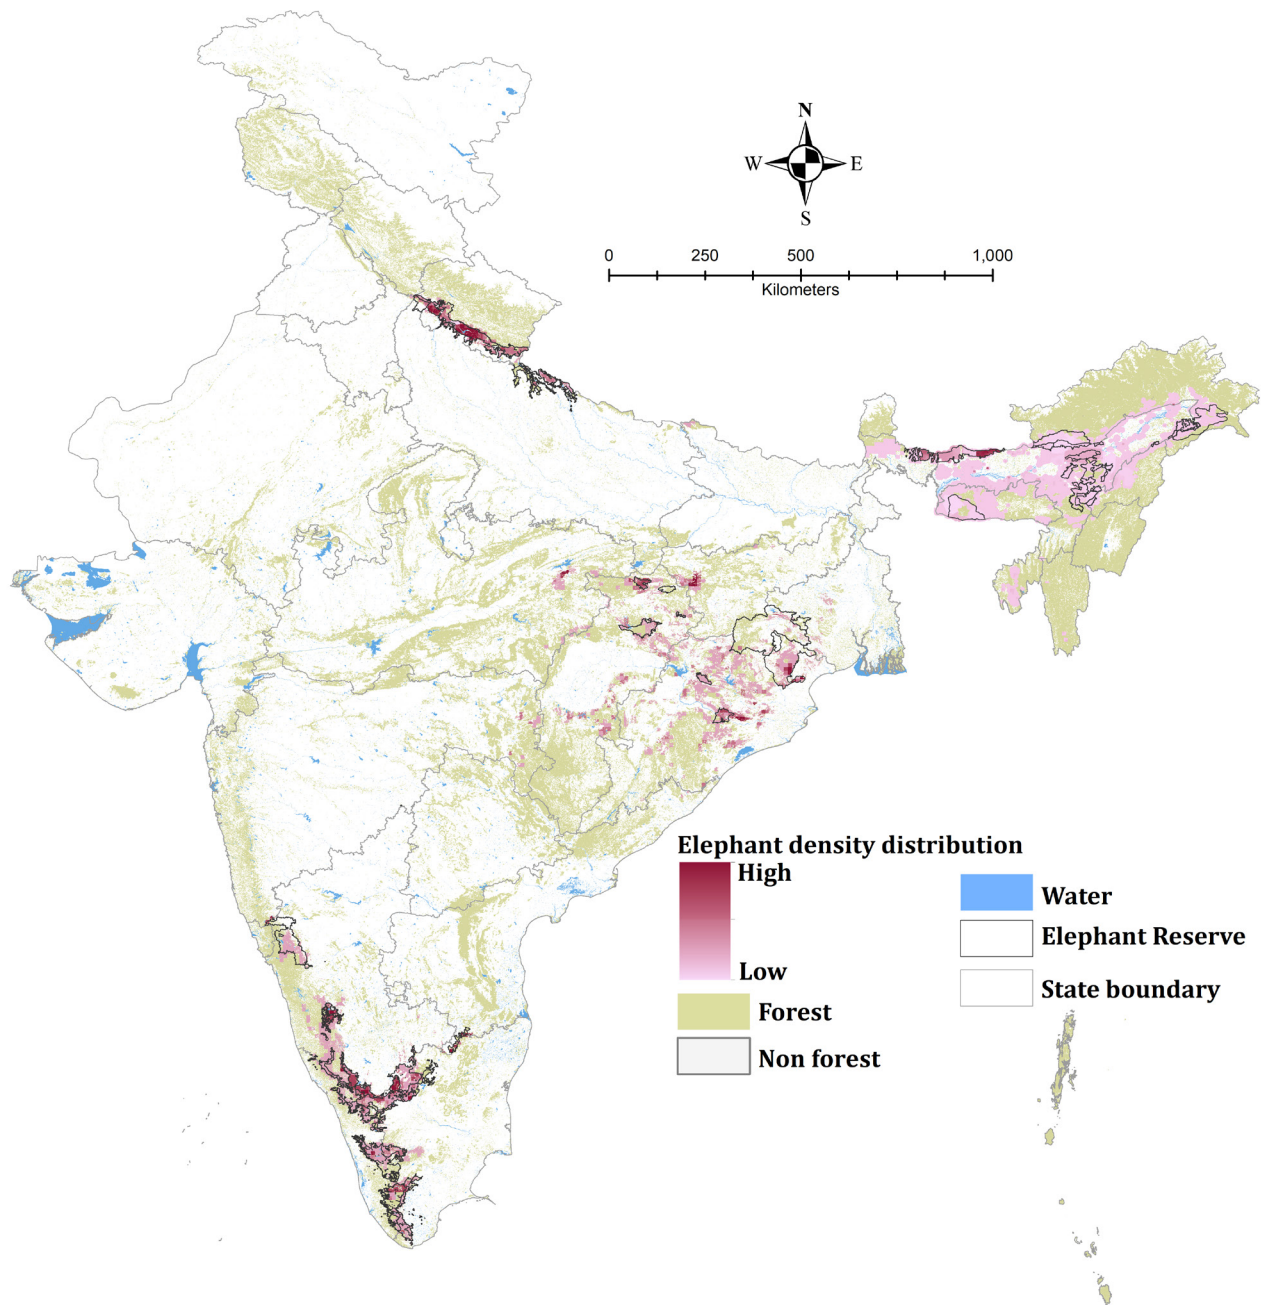 N
W E
S
0 250 500 1,000
Kilometers
Elephant density distribution
High
Low
Forest
Non forest
Water
Elephant Reserve
State boundary